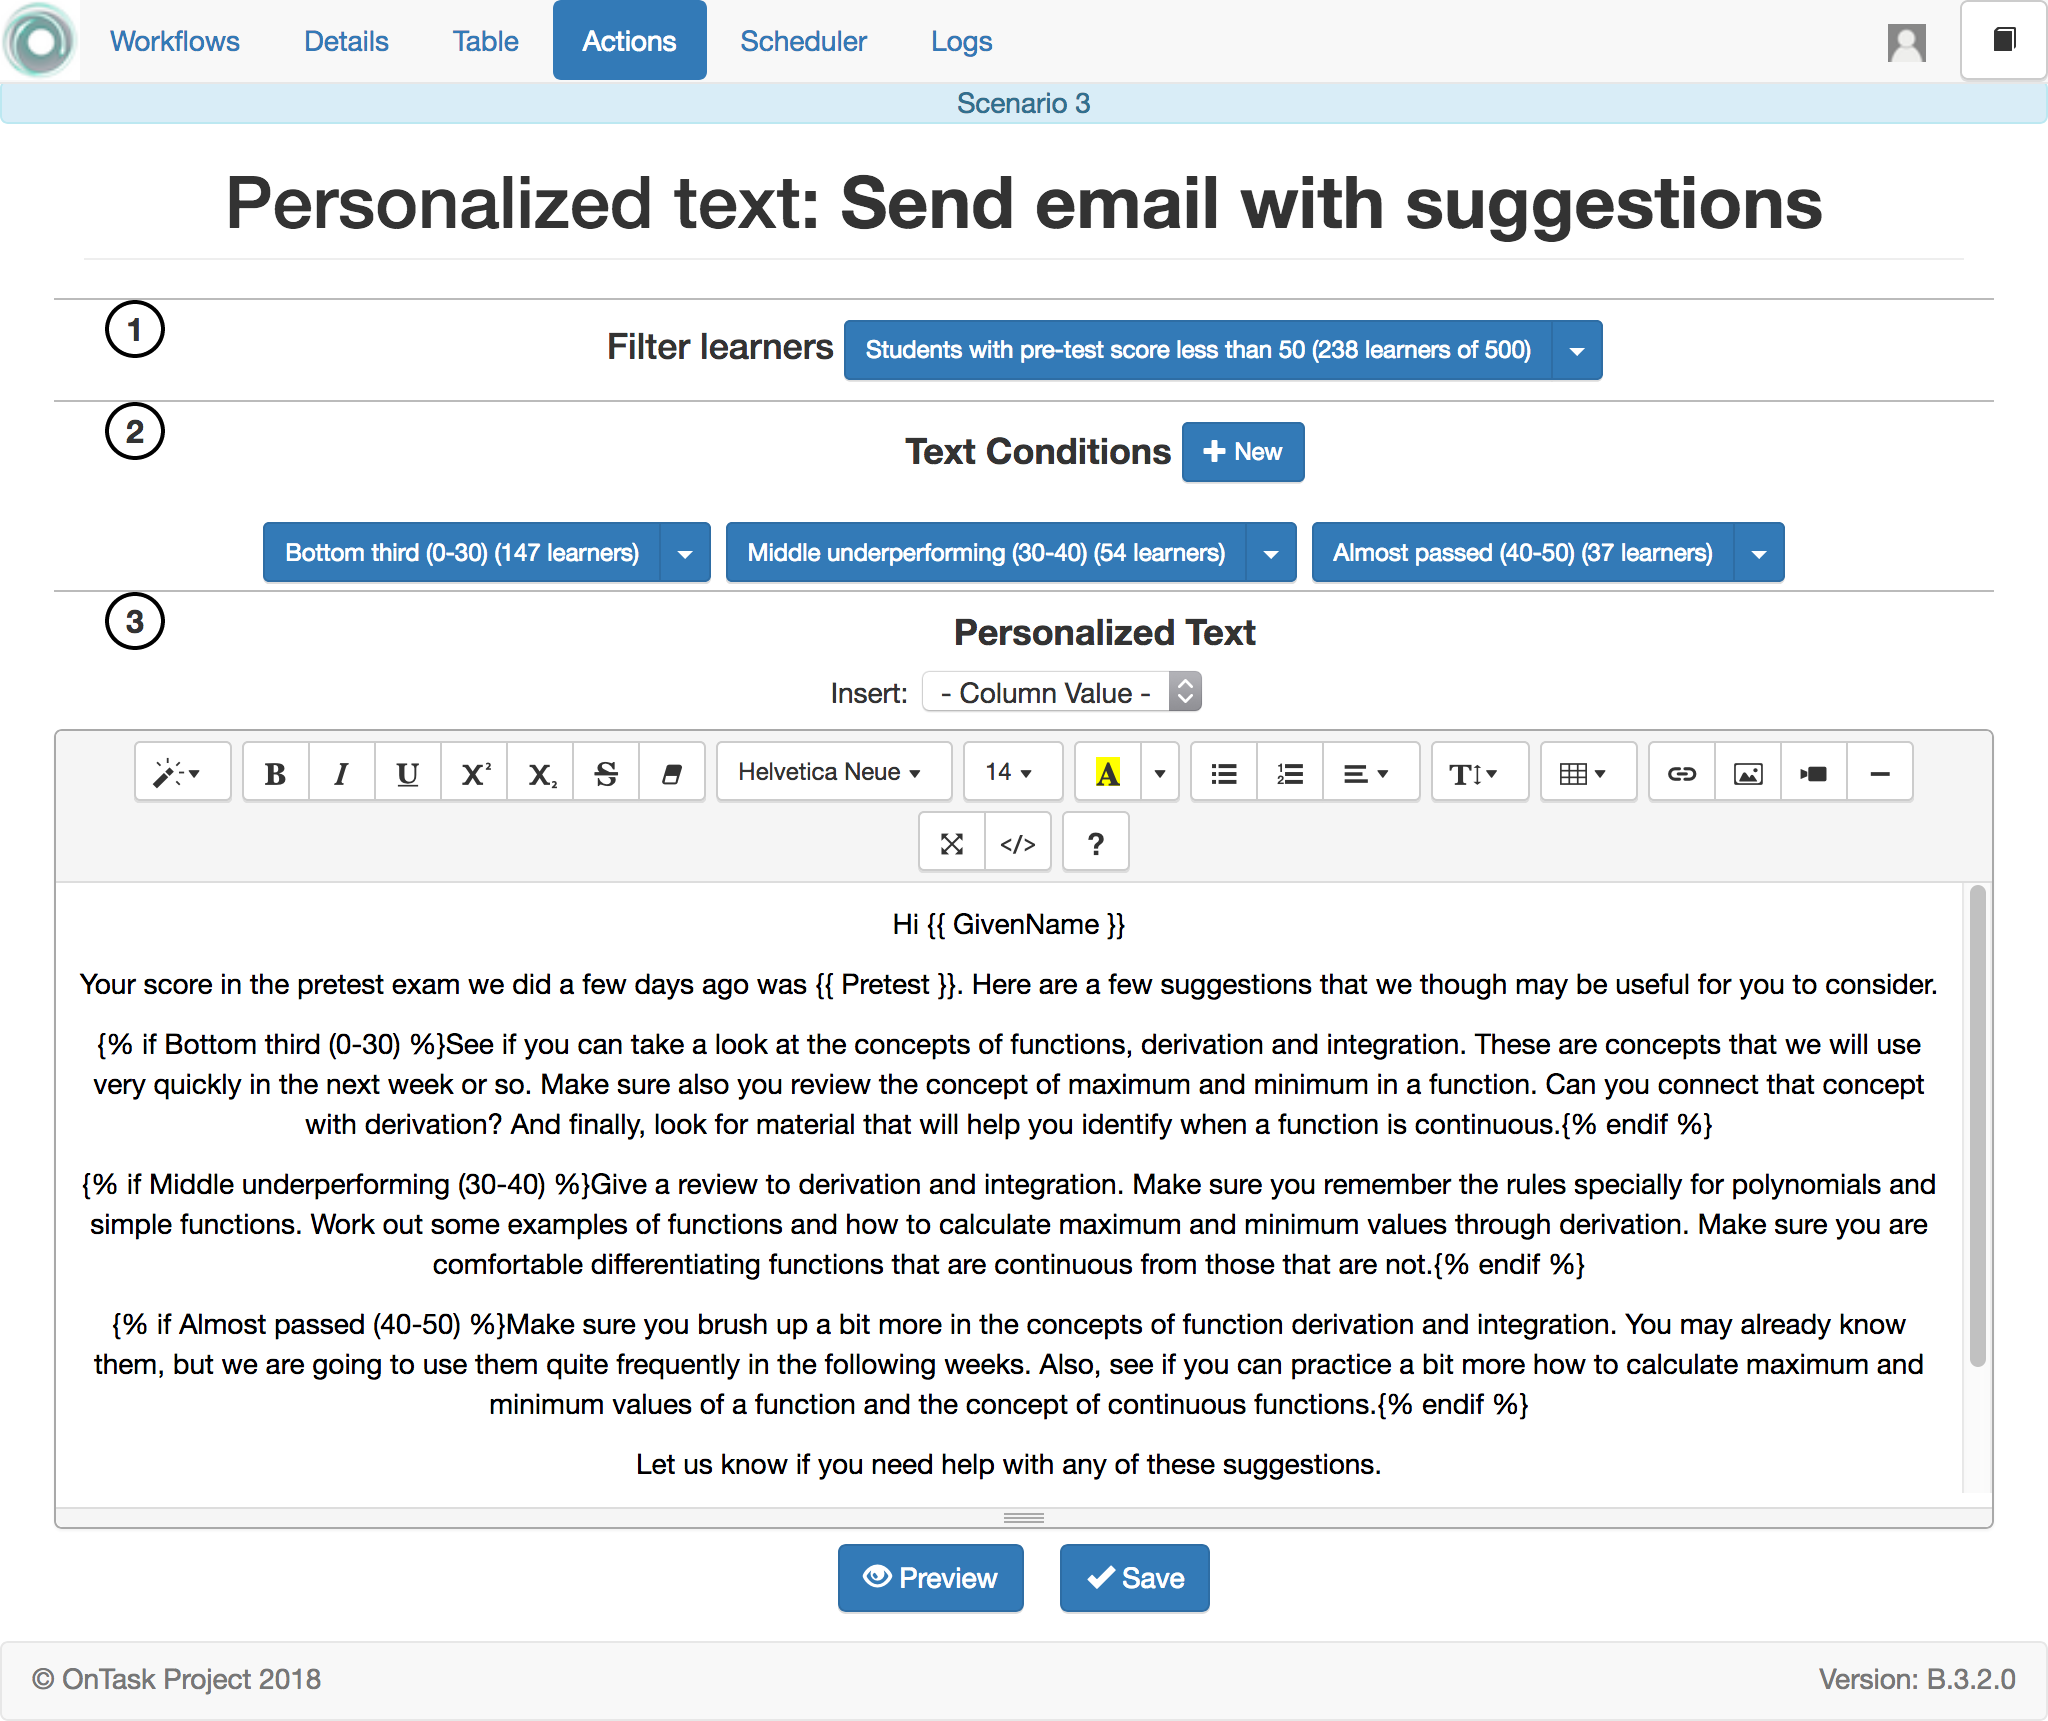 Workflows Details Table Actions Scheduler Logs
Scenario 3
Personalized text: Send email with suggestions
1
Filter learners Students with pre-test score less than 50 (238 learners of 500)
2
Text Conditions New
Bottom third (0-30) (147 learners) Middle underperforming (30-40) (54 learners) Almost passed (40-50) (37 learners)
3
Personalized Text
Insert: - Column Value -
B I U X² X₂ S Helvetica Neue 14 A T
</> ?
Hi {{ GivenName }}
Your score in the pretest exam we did a few days ago was {{ Pretest }}. Here are a few suggestions that we though may be useful for you to consider.
{% if Bottom third (0-30) %}See if you can take a look at the concepts of functions, derivation and integration. These are concepts that we will use
very quickly in the next week or so. Make sure also you review the concept of maximum and minimum in a function. Can you connect that concept
with derivation? And finally, look for material that will help you identify when a function is continuous.{% endif %}
{% if Middle underperforming (30-40) %}Give a review to derivation and integration. Make sure you remember the rules specially for polynomials and
simple functions. Work out some examples of functions and how to calculate maximum and minimum values through derivation. Make sure you are
comfortable differentiating functions that are continuous from those that are not.{% endif %}
{% if Almost passed (40-50) %}Make sure you brush up a bit more in the concepts of function derivation and integration. You may already know
them, but we are going to use them quite frequently in the following weeks. Also, see if you can practice a bit more how to calculate maximum and
minimum values of a function and the concept of continuous functions.{% endif %}
Let us know if you need help with any of these suggestions.
Preview Save
© OnTask Project 2018 Version: B.3.2.0